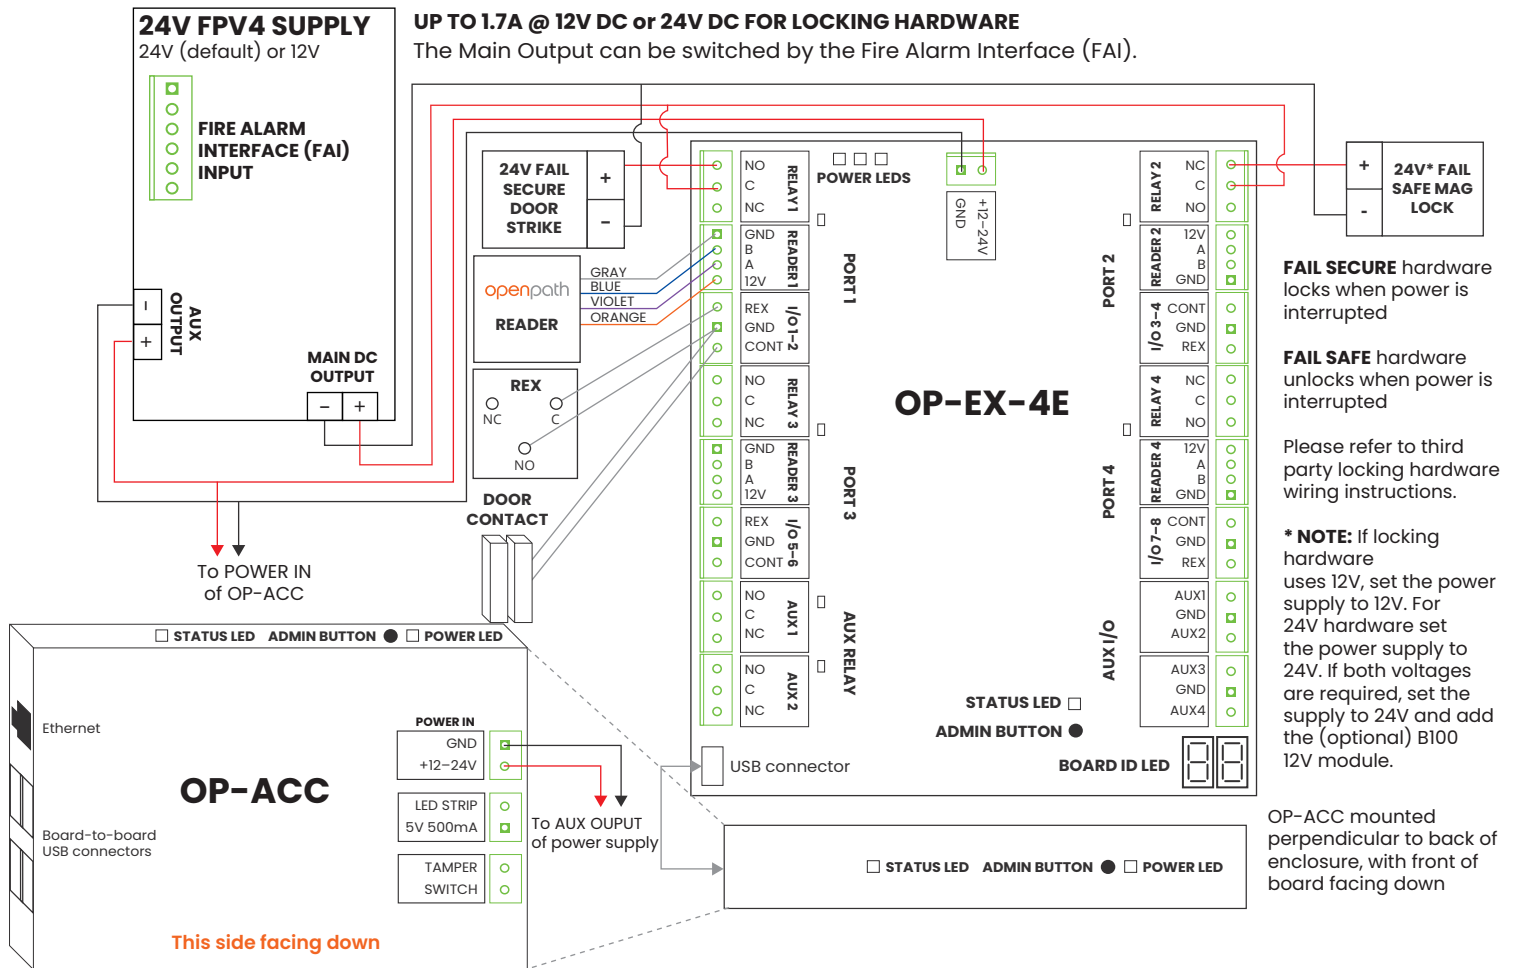 24V FPV4 SUPPLY
24V (default) or 12V
UP TO 1.7A @ 12V DC or 24V DC FOR LOCKING HARDWARE
The Main Output can be switched by the Fire Alarm Interface (FAI).
FIRE ALARM
INTERFACE (FAI)
INPUT
AUX
OUTPUT
-
+
MAIN DC
OUTPUT
- +
To POWER IN
of OP-ACC
24V FAIL
SECURE
DOOR
STRIKE
+
-
openpath
READER
GRAY
BLUE
VIOLET
ORANGE
REX
NC
C
NO
DOOR
CONTACT
NO
C
NC
RELAY 1
GND
B
A
12V
READER 1
REX
GND
CONT
I/O 1-2
PORT 1
NO
C
NC
RELAY 3
GND
B
A
12V
READER 3
REX
GND
CONT
I/O 5-6
PORT 3
NO
C
NC
AUX 1
NO
C
NC
AUX 2
AUX RELAY
POWER LEDS
GND
+12-24V
OP-EX-4E
RELAY 2
NC
C
NO
READER 2
12V
A
B
GND
I/O 3-4
CONT
GND
REX
PORT 2
RELAY 4
NC
C
NO
READER 4
12V
A
B
GND
I/O 7-8
CONT
GND
REX
PORT 4
AUX1
GND
AUX2
AUX3
GND
AUX4
AUX I/O
STATUS LED
ADMIN BUTTON
BOARD ID LED
USB connector
+
-
24V* FAIL
SAFE MAG
LOCK
FAIL SECURE hardware
locks when power is
interrupted
FAIL SAFE hardware
unlocks when power is
interrupted
Please refer to third
party locking hardware
wiring instructions.
* NOTE: If locking
hardware
uses 12V, set the power
supply to 12V. For
24V hardware set
the power supply to
24V. If both voltages
are required, set the
supply to 24V and add
the (optional) B100
12V module.
OP-ACC mounted
perpendicular to back of
enclosure, with front of
board facing down
STATUS LED ADMIN BUTTON POWER LED
Ethernet
Board-to-board
USB connectors
OP-ACC
POWER IN
GND
+12-24V
LED STRIP
5V 500mA
TAMPER
SWITCH
To AUX OUPUT
of power supply
This side facing down
STATUS LED ADMIN BUTTON POWER LED